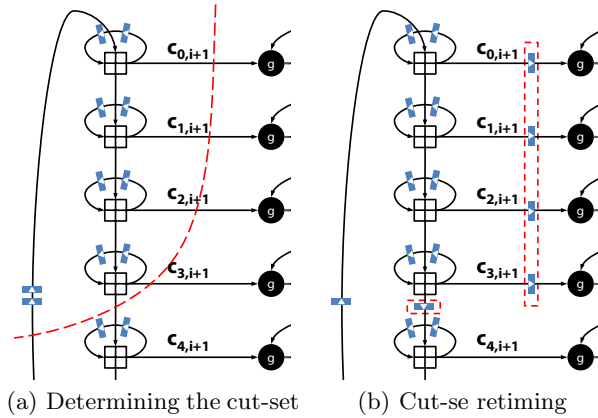 C0,i+1 g C0,i+1 g
C1,i+1 g C1,i+1 g
C2,i+1 g C2,i+1 g
C3,i+1 g C3,i+1 g
C4,i+1 g C4,i+1 g
(a) Determining the cut-set (b) Cut-se retiming